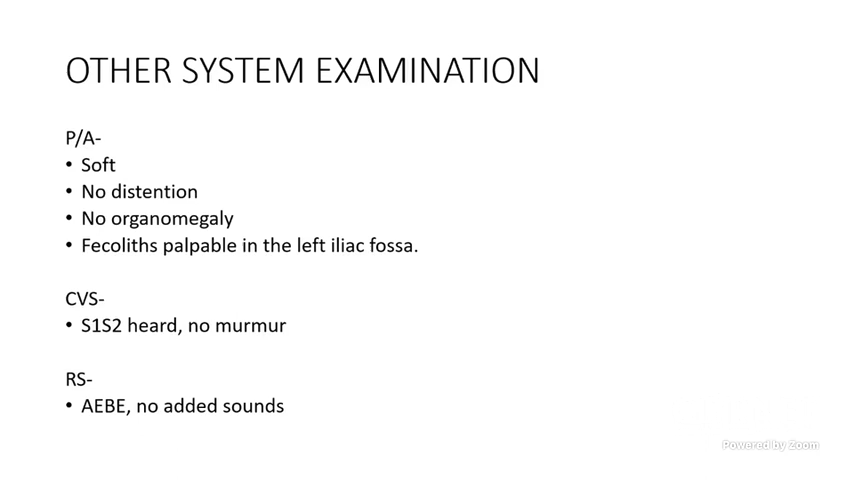 OTHER SYSTEM EXAMINATION
P/A-
• Soft
• No distention
• No organomegaly
• Fecoliths palpable in the left iliac fossa.
CVS-
• S1S2 heard, no murmur
RS-
• AEBE, no added sounds
Powered by Zoom